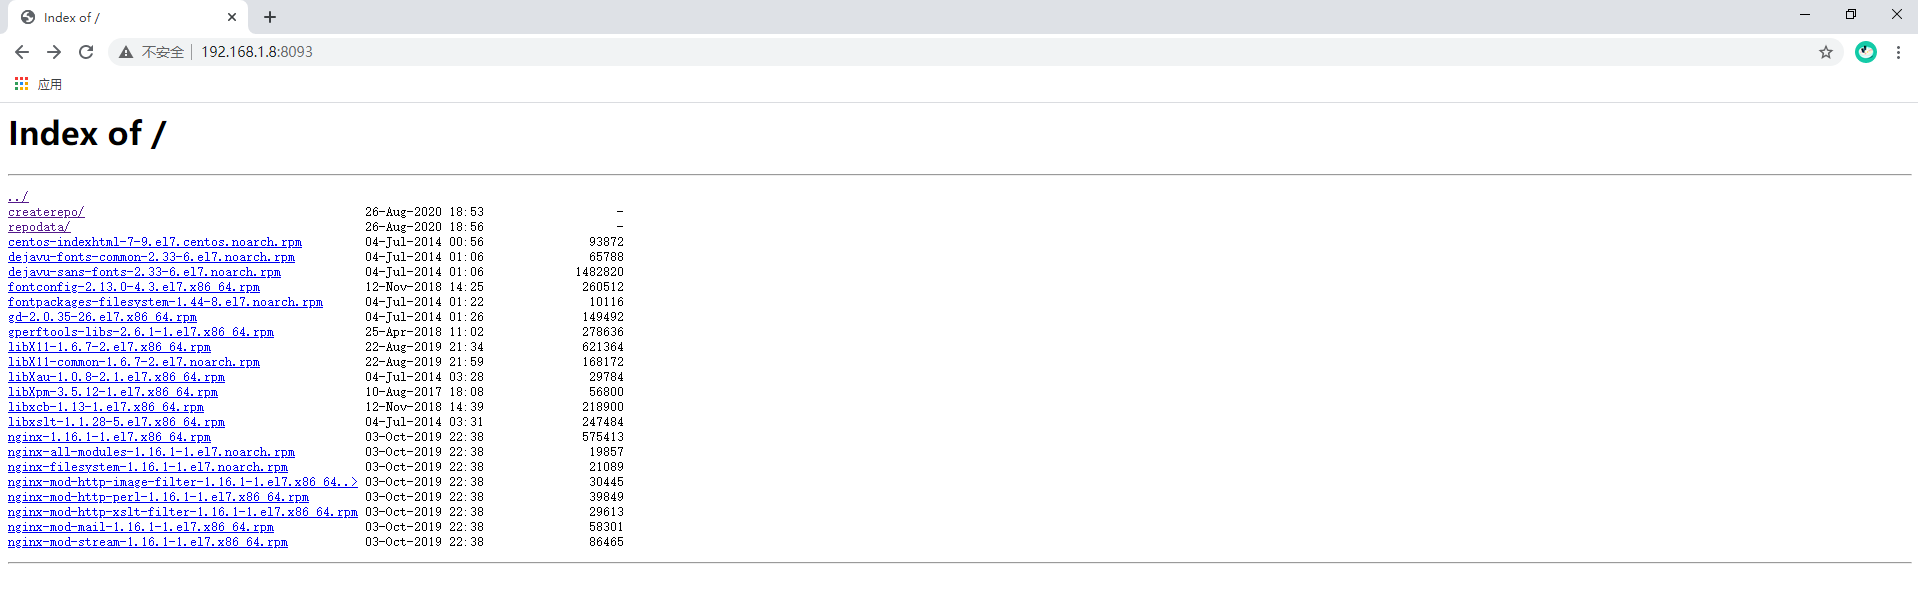 Index of /
不安全 192.168.1.8:8093
应用
Index of /
../
createrepo/ 26-Aug-2020 18:53 -
repodata/ 26-Aug-2020 18:56 -
centos-indexhtml-7-9.el7.centos.noarch.rpm 04-Jul-2014 00:56 93872
dejavu-fonts-common-2.33-6.el7.noarch.rpm 04-Jul-2014 01:06 65788
dejavu-sans-fonts-2.33-6.el7.noarch.rpm 04-Jul-2014 01:06 1482820
fontconfig-2.13.0-4.3.el7.x86_64.rpm 12-Nov-2018 14:25 260512
fontpackages-filesystem-1.44-8.el7.noarch.rpm 04-Jul-2014 01:22 10116
gd-2.0.35-26.el7.x86_64.rpm 04-Jul-2014 01:26 149492
gperftools-libs-2.6.1-1.el7.x86_64.rpm 25-Apr-2018 11:02 278636
libX11-1.6.7-2.el7.x86_64.rpm 22-Aug-2019 21:34 621364
libX11-common-1.6.7-2.el7.noarch.rpm 22-Aug-2019 21:59 168172
libXau-1.0.8-2.1.el7.x86_64.rpm 04-Jul-2014 03:28 29784
libXpm-3.5.12-1.el7.x86_64.rpm 10-Aug-2017 18:08 56800
libxcb-1.13-1.el7.x86_64.rpm 12-Nov-2018 14:39 218900
libxslt-1.1.28-5.el7.x86_64.rpm 04-Jul-2014 03:31 247484
nginx-1.16.1-1.el7.x86_64.rpm 03-Oct-2019 22:38 575413
nginx-all-modules-1.16.1-1.el7.noarch.rpm 03-Oct-2019 22:38 19857
nginx-filesystem-1.16.1-1.el7.noarch.rpm 03-Oct-2019 22:38 21089
nginx-mod-http-image-filter-1.16.1-1.el7.x86_64..> 03-Oct-2019 22:38 30445
nginx-mod-http-perl-1.16.1-1.el7.x86_64.rpm 03-Oct-2019 22:38 39849
nginx-mod-http-xslt-filter-1.16.1-1.el7.x86_64.rpm 03-Oct-2019 22:38 29613
nginx-mod-mail-1.16.1-1.el7.x86_64.rpm 03-Oct-2019 22:38 58301
nginx-mod-stream-1.16.1-1.el7.x86_64.rpm 03-Oct-2019 22:38 86465